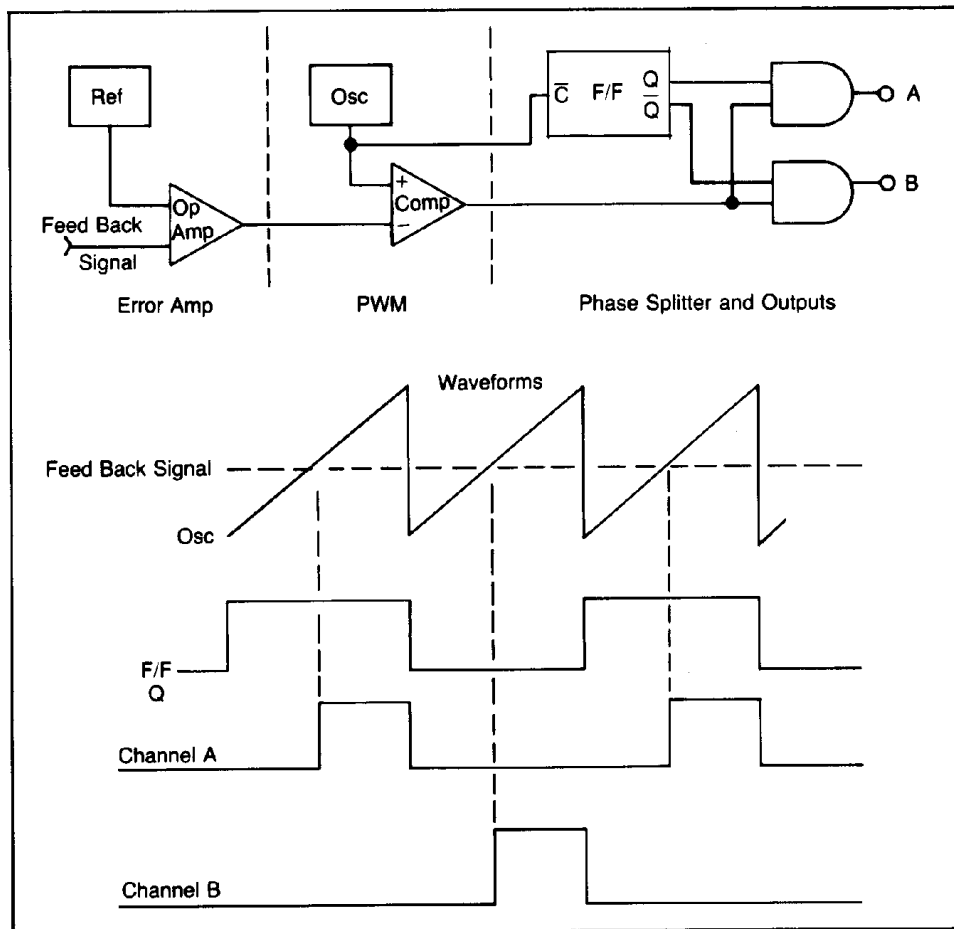 Ref
Osc
C̅ F/F Q
Q̅
A
B
Op
Amp
+
Comp
−
Feed Back
Signal
Error Amp
PWM
Phase Splitter and Outputs
Waveforms
Feed Back Signal
Osc
F/F
Q
Channel A
Channel B